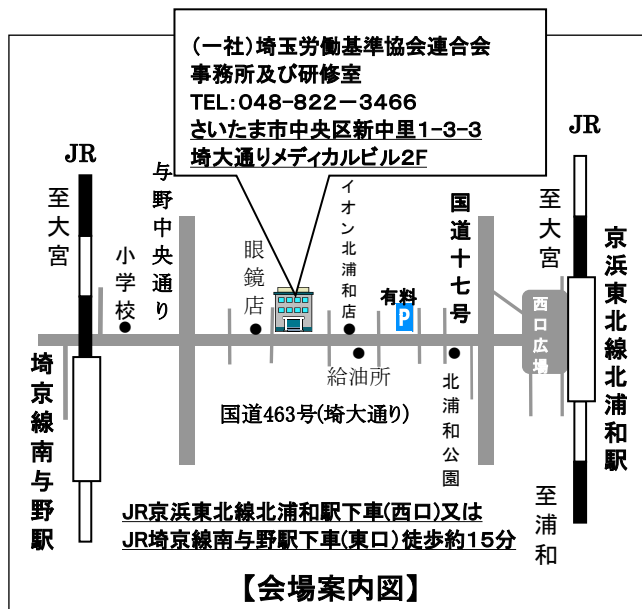 （一社）埼玉労働基準協会連合会
事務所及び研修室
TEL：048-822－3466
さいたま市中央区新中里1-3-3
埼大通りメディカルビル2F
JR
JR
至大宮
小学校
与野中央通り
眼鏡店
イオン北浦和店
有料
P
国道十七号
至大宮
西口広場
京浜東北線北浦和駅
埼京線南与野駅
給油所
北浦和公園
国道463号(埼大通り)
至浦和
JR京浜東北線北浦和駅下車(西口)又は
JR埼京線南与野駅下車(東口)徒歩約15分
【会場案内図】